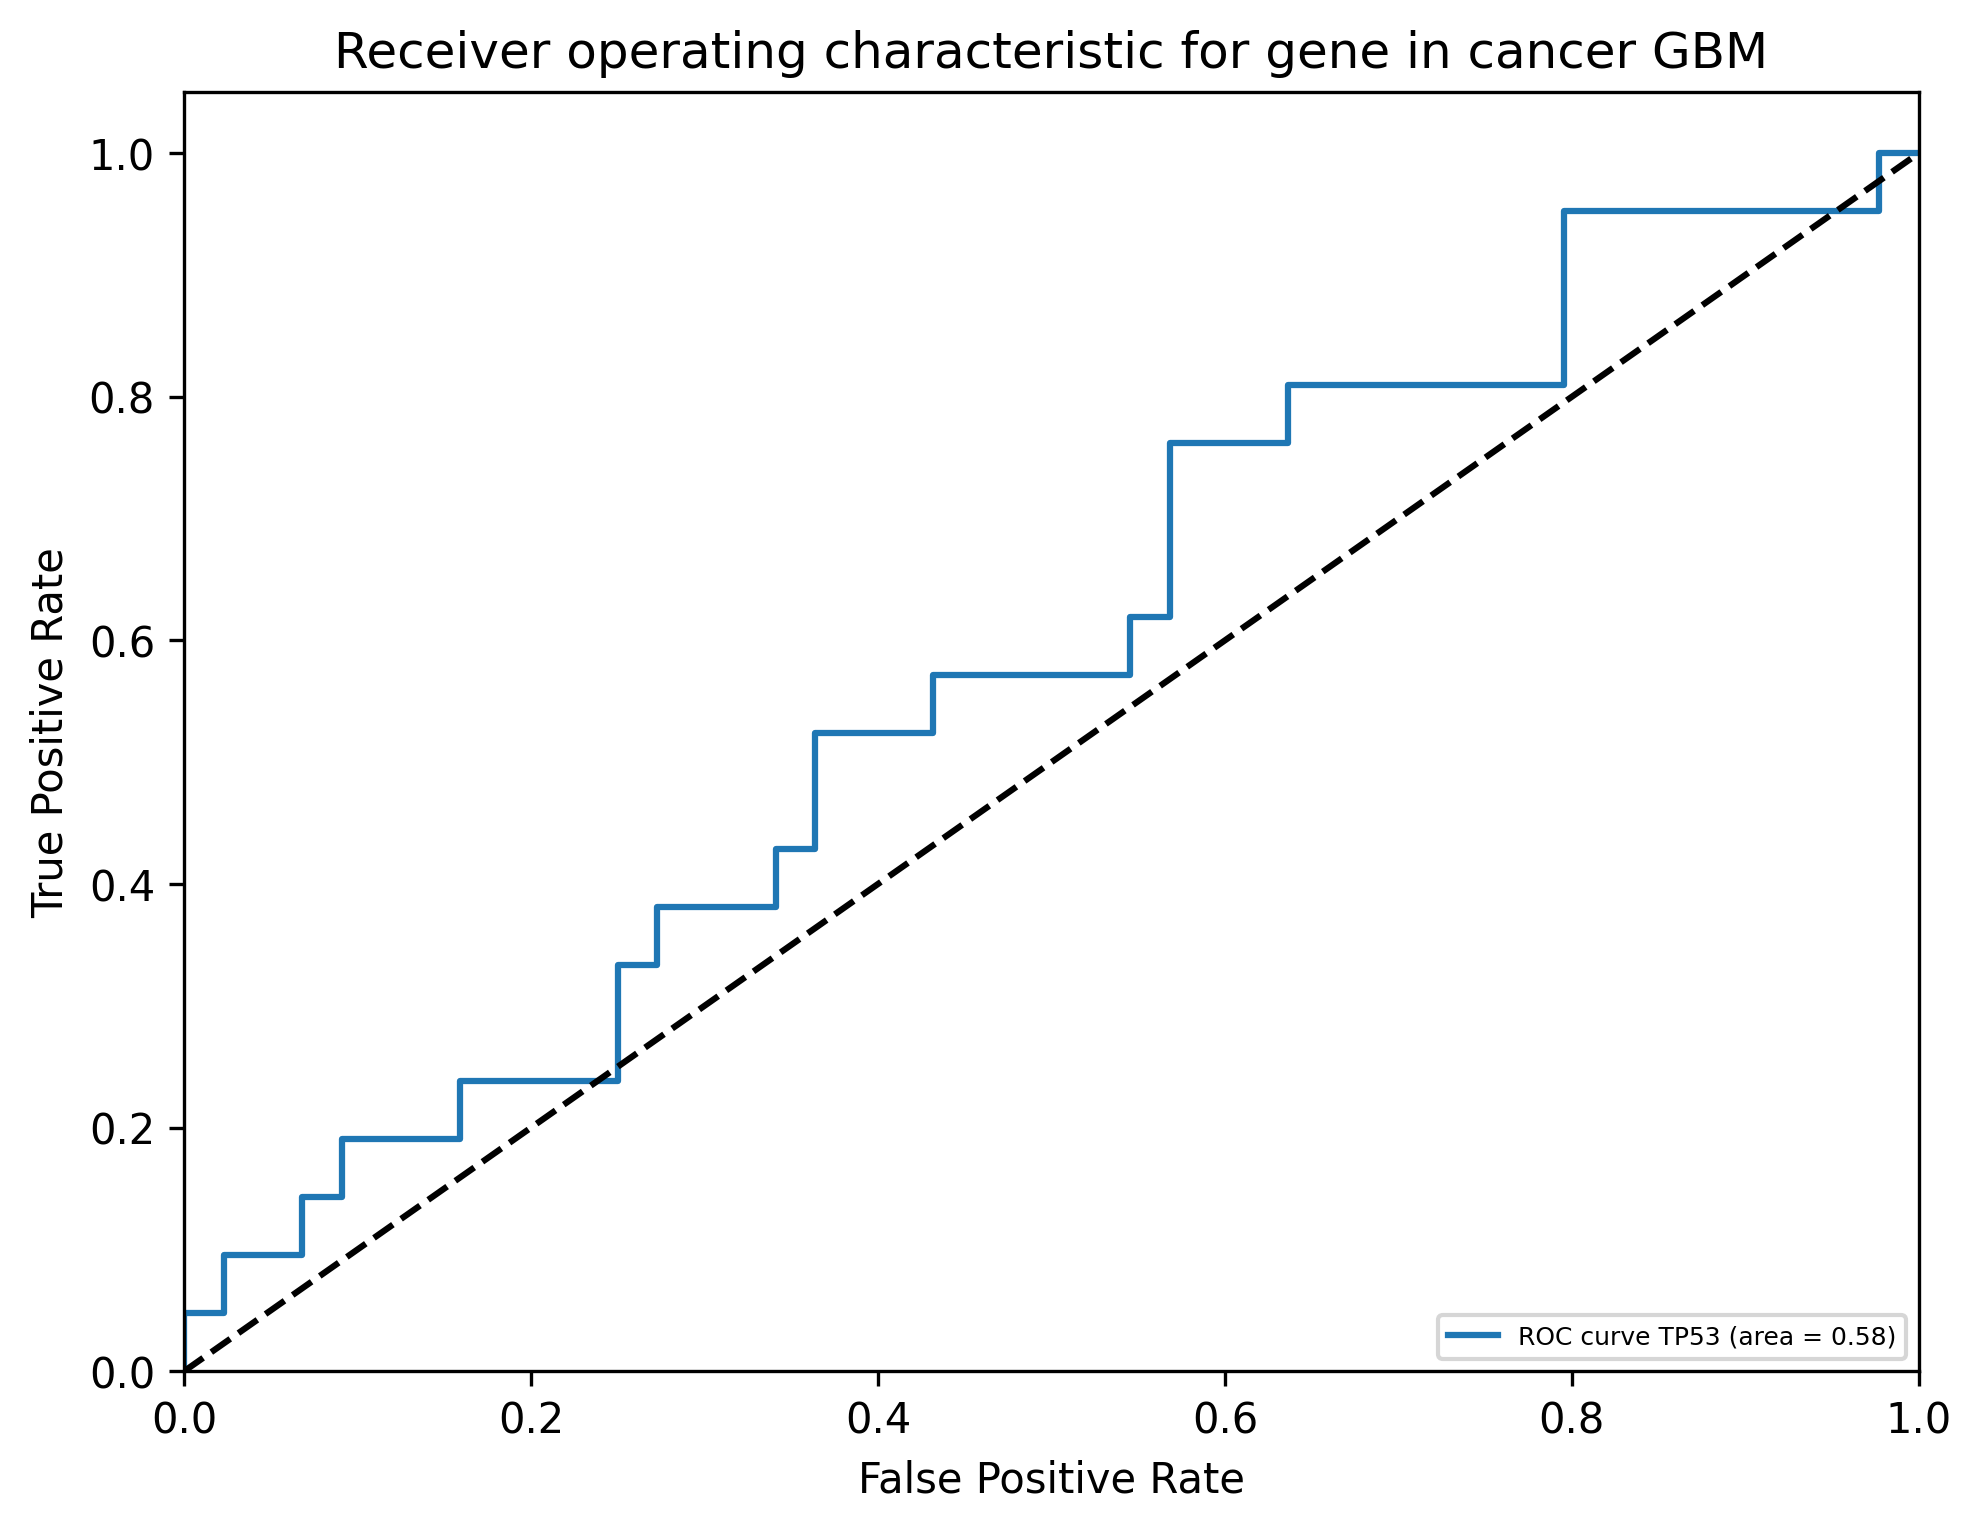 Receiver operating characteristic for gene in cancer GBM
True Positive Rate
1.0
0.8
0.6
0.4
0.2
0.0
ROC curve TP53 (area = 0.58)
0.0 0.2 0.4 0.6 0.8 1.0
False Positive Rate